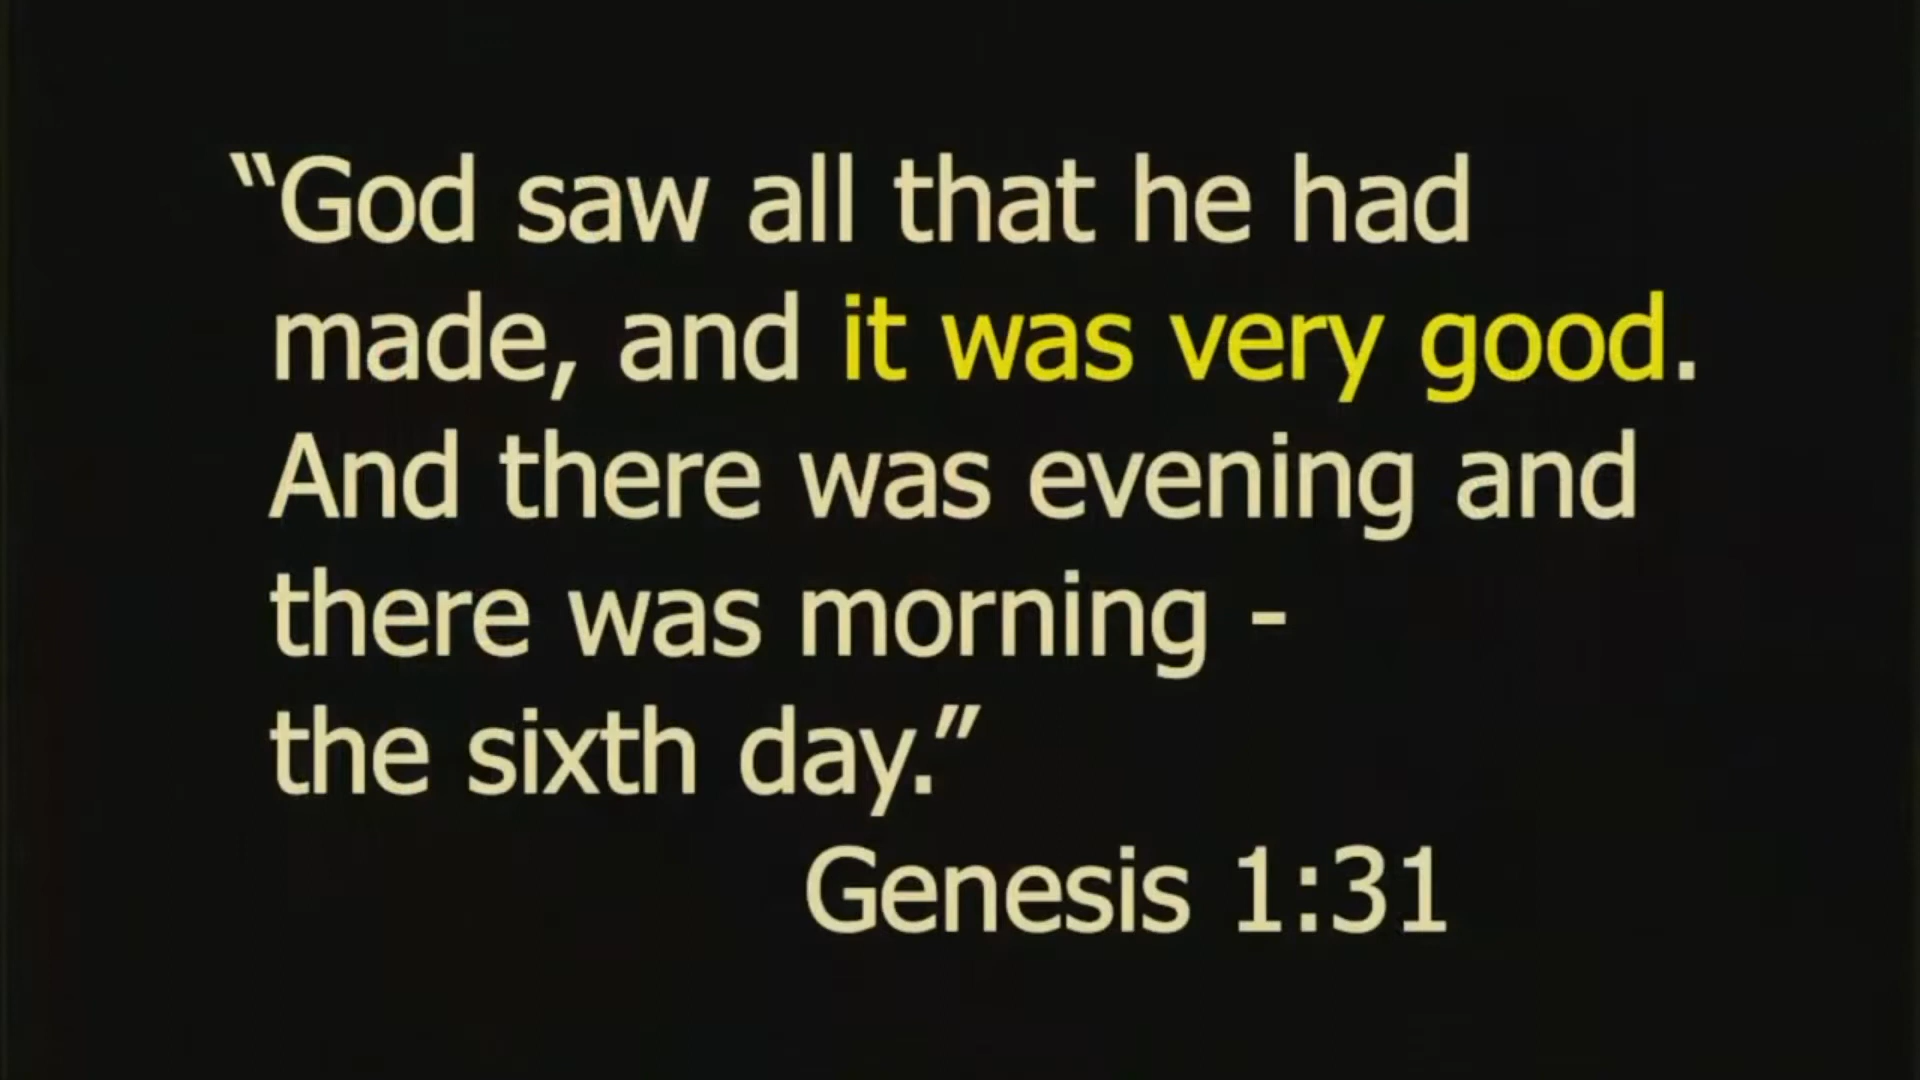 “God saw all that he had
made, and it was very good.
And there was evening and
there was morning -
the sixth day.”
Genesis 1:31